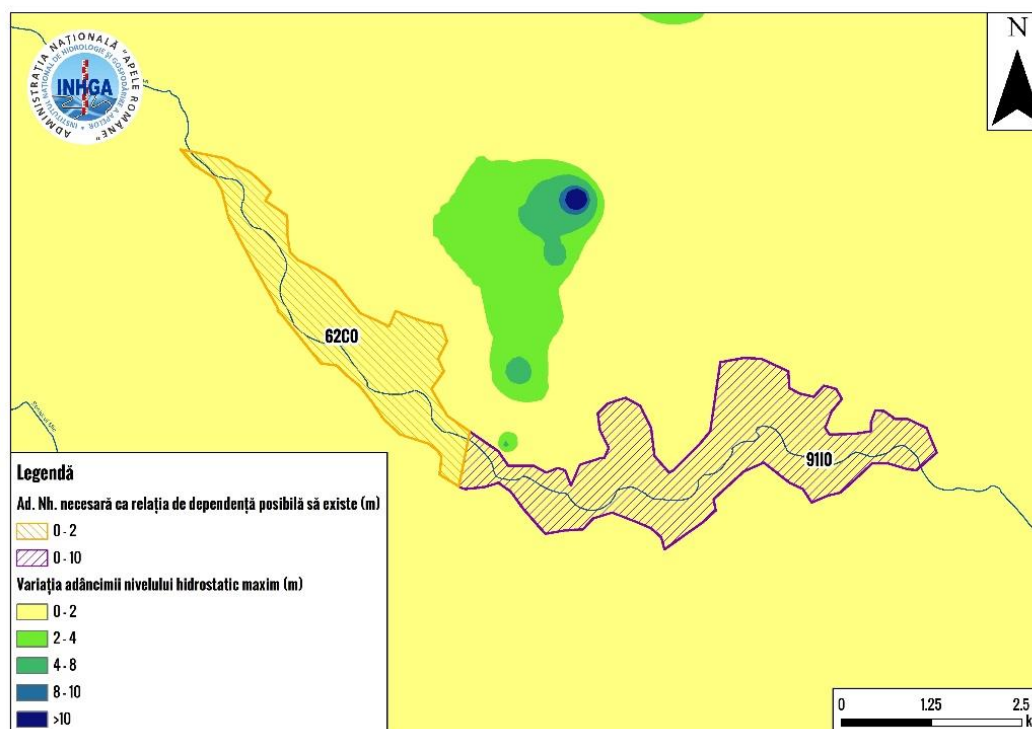 ADMINISTRAȚIA NAȚIONALĂ "APELE ROMÂNE"
INSTITUTUL NAȚIONAL DE HIDROLOGIE ȘI GOSPODĂRIRE A APELOR
INHGA
N
62C0
91I0
Legendă
Ad. Nh. necesară ca relația de dependență posibilă să existe (m)
0 - 2
0 - 10
Variația adâncimii nivelului hidrostatic maxim (m)
0 - 2
2 - 4
4 - 8
8 - 10
>10
0 1.25 2.5